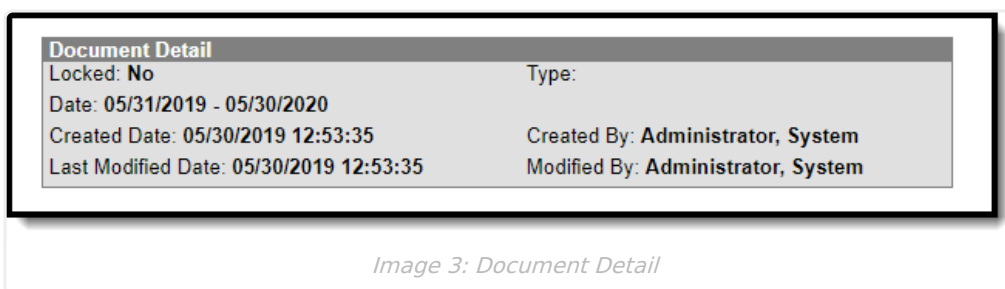 Document Detail
Locked: No Type:
Date: 05/31/2019 - 05/30/2020
Created Date: 05/30/2019 12:53:35 Created By: Administrator, System
Last Modified Date: 05/30/2019 12:53:35 Modified By: Administrator, System
Image 3: Document Detail